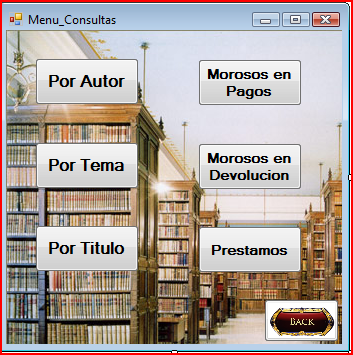 Menu_Consultas
Por Autor
Morosos en
Pagos
Por Tema
Morosos en
Devolucion
Por Titulo
Prestamos
BACK